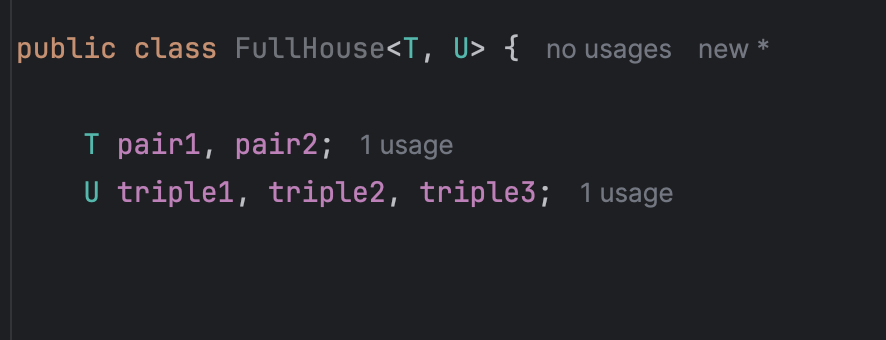 public class FullHouse<T, U> { no usages new *
T pair1, pair2; 1 usage
U triple1, triple2, triple3; 1 usage